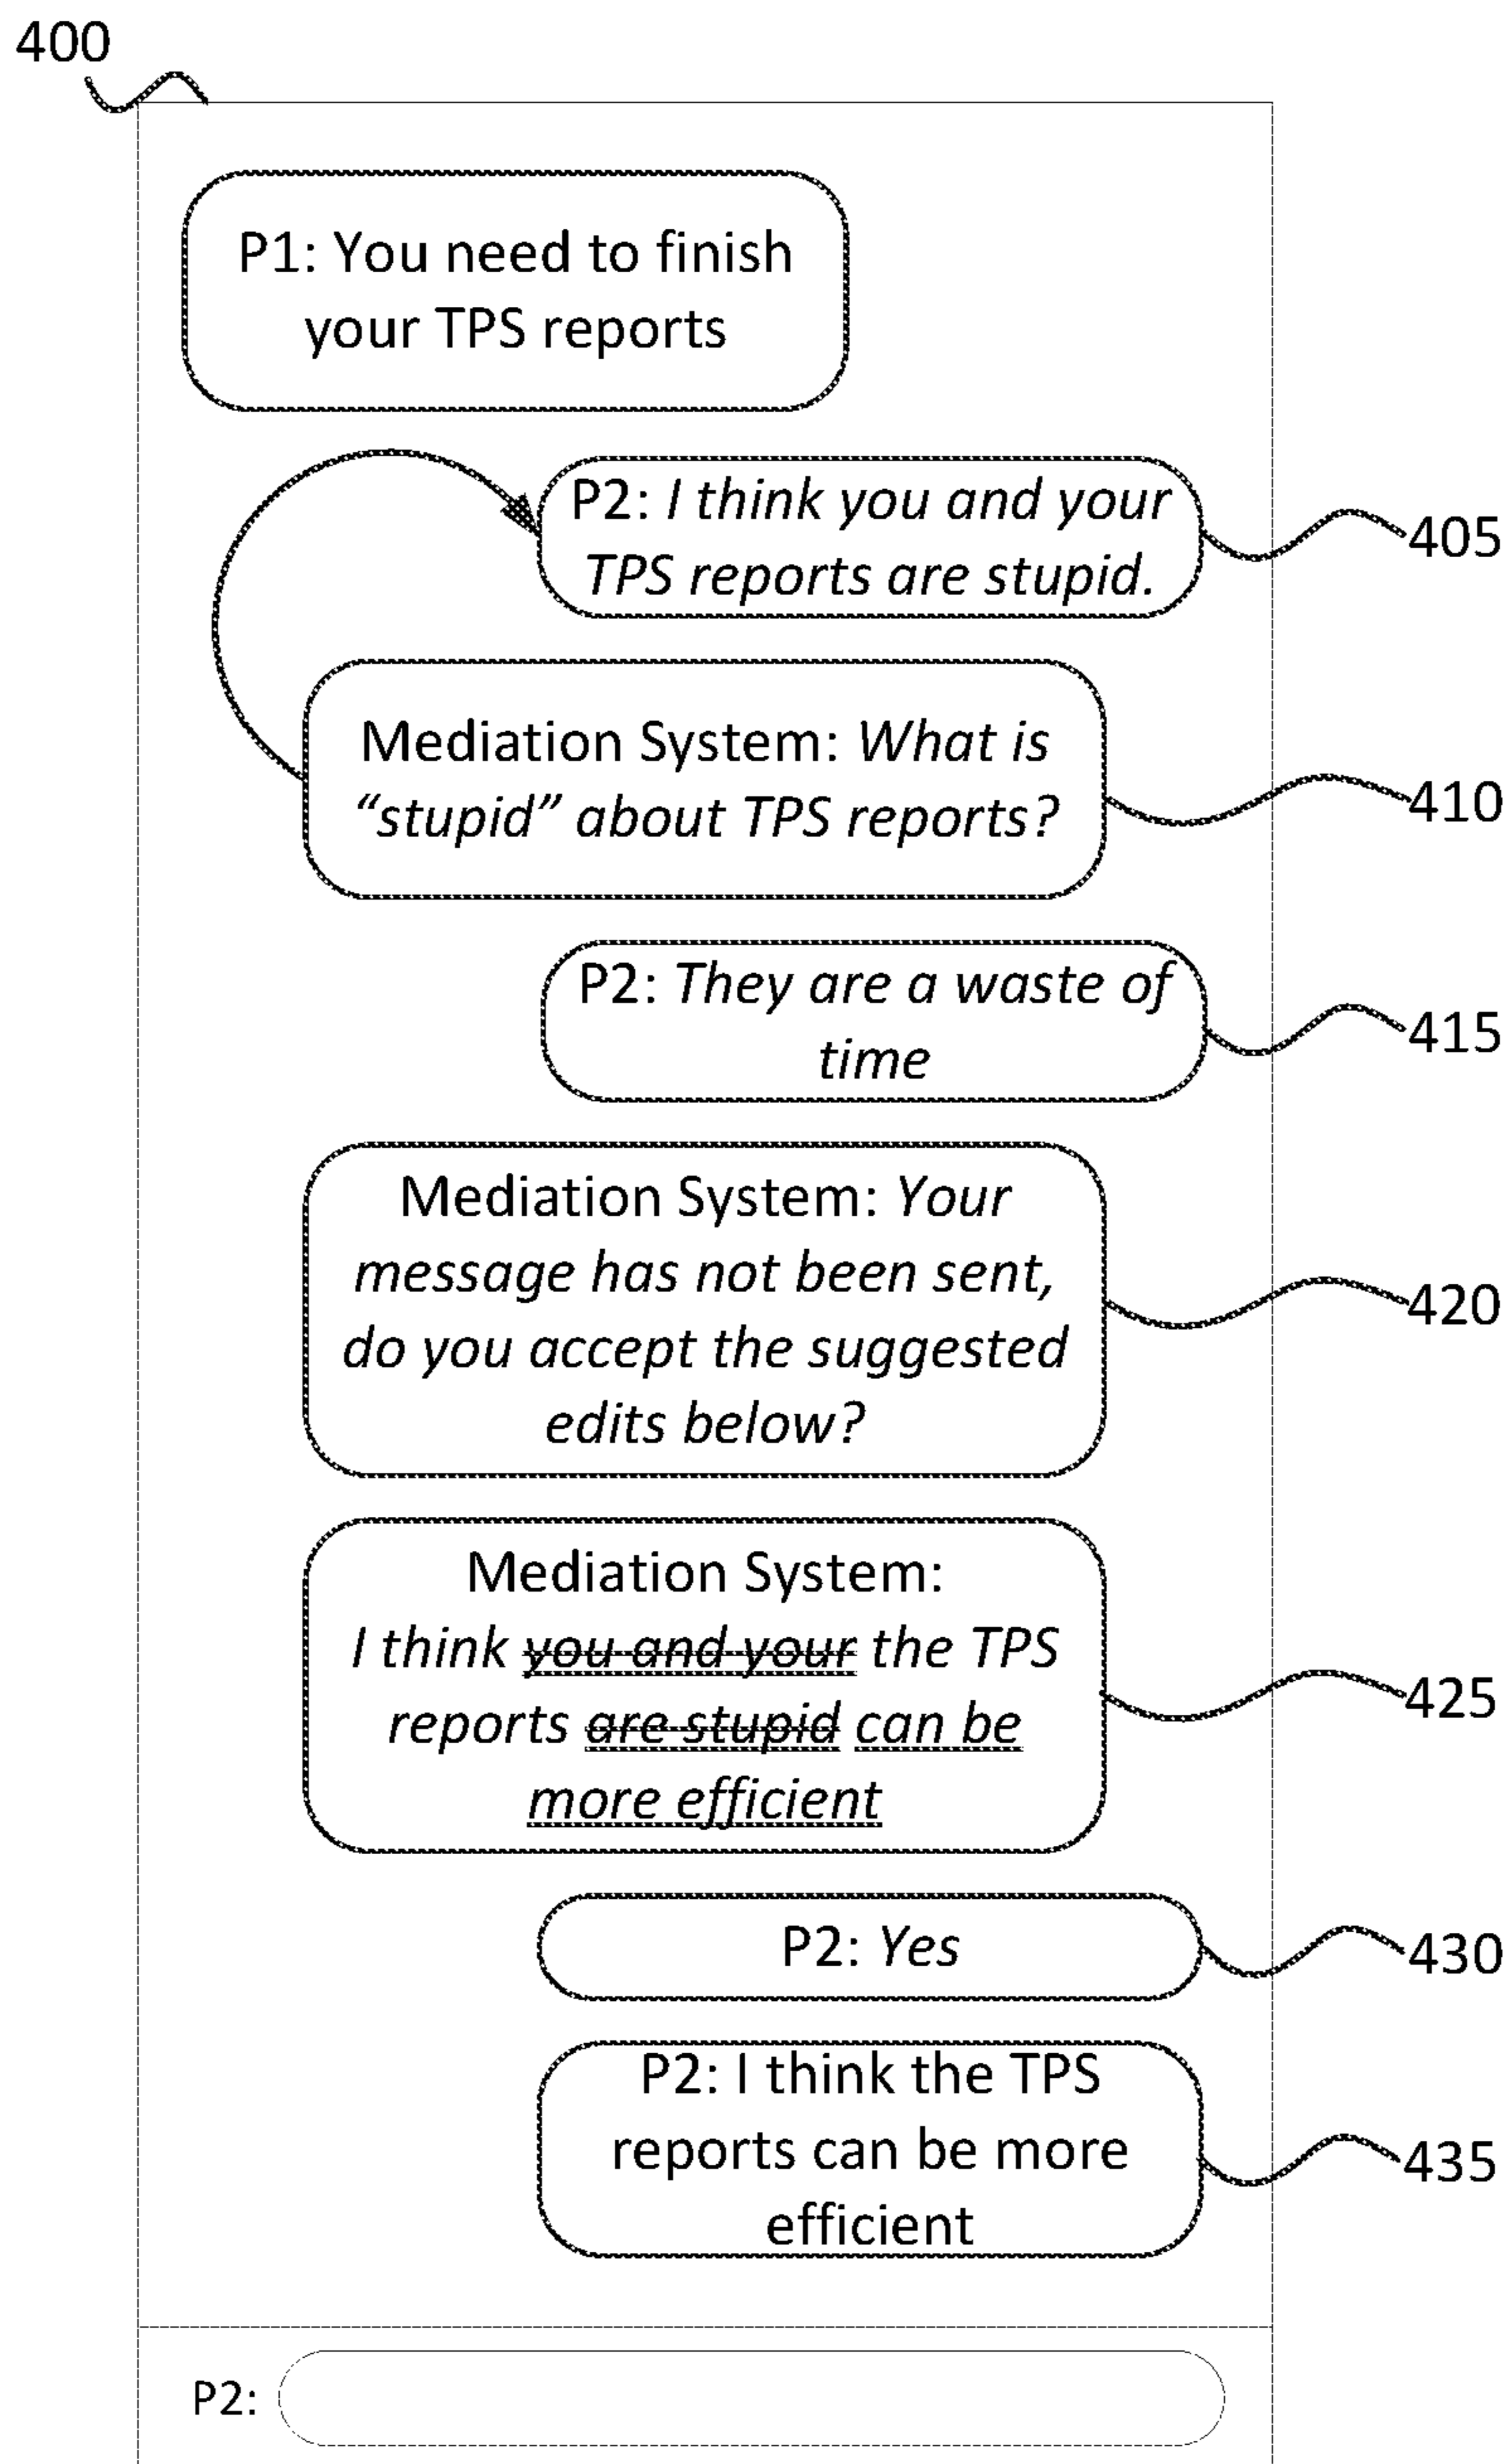 400
P1: You need to finish
your TPS reports
P2: I think you and your
TPS reports are stupid.
405
Mediation System: What is
“stupid” about TPS reports?
410
P2: They are a waste of
time
415
Mediation System: Your
message has not been sent,
do you accept the suggested
edits below?
420
Mediation System:
I think you and your the TPS
reports are stupid can be
more efficient
425
P2: Yes
430
P2: I think the TPS
reports can be more
efficient
435
P2: